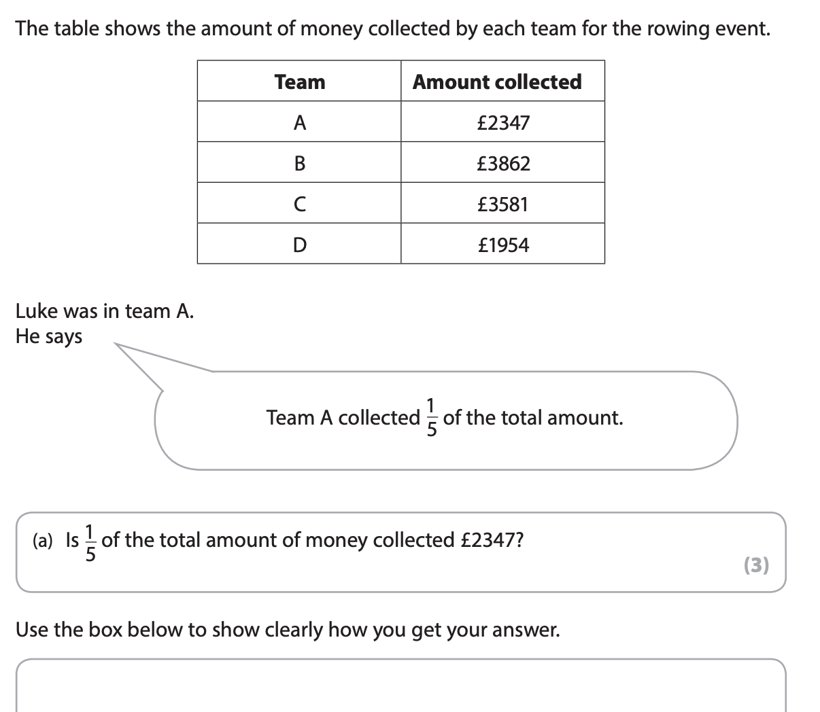 The table shows the amount of money collected by each team for the rowing event.
Team Amount collected
A £2347
B £3862
C £3581
D £1954
Luke was in team A.
He says
Team A collected 1/5 of the total amount.
(a) Is 1/5 of the total amount of money collected £2347?
(3)
Use the box below to show clearly how you get your answer.